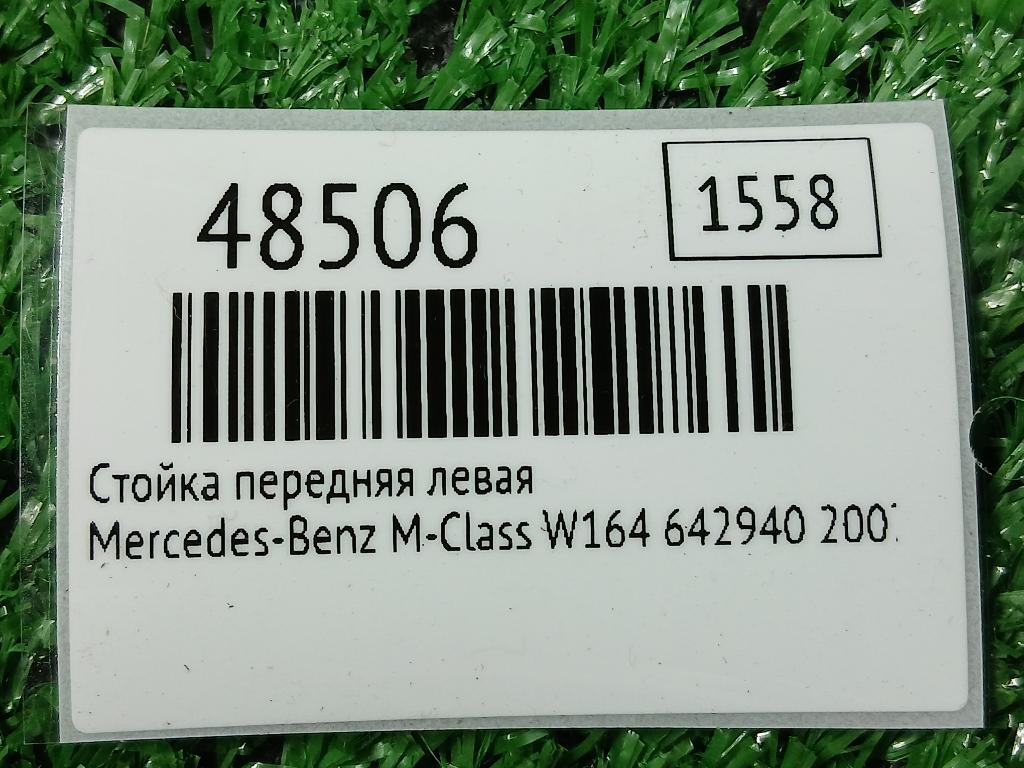 48506
1558
Стойка передняя левая
Mercedes-Benz M-Class W164 642940